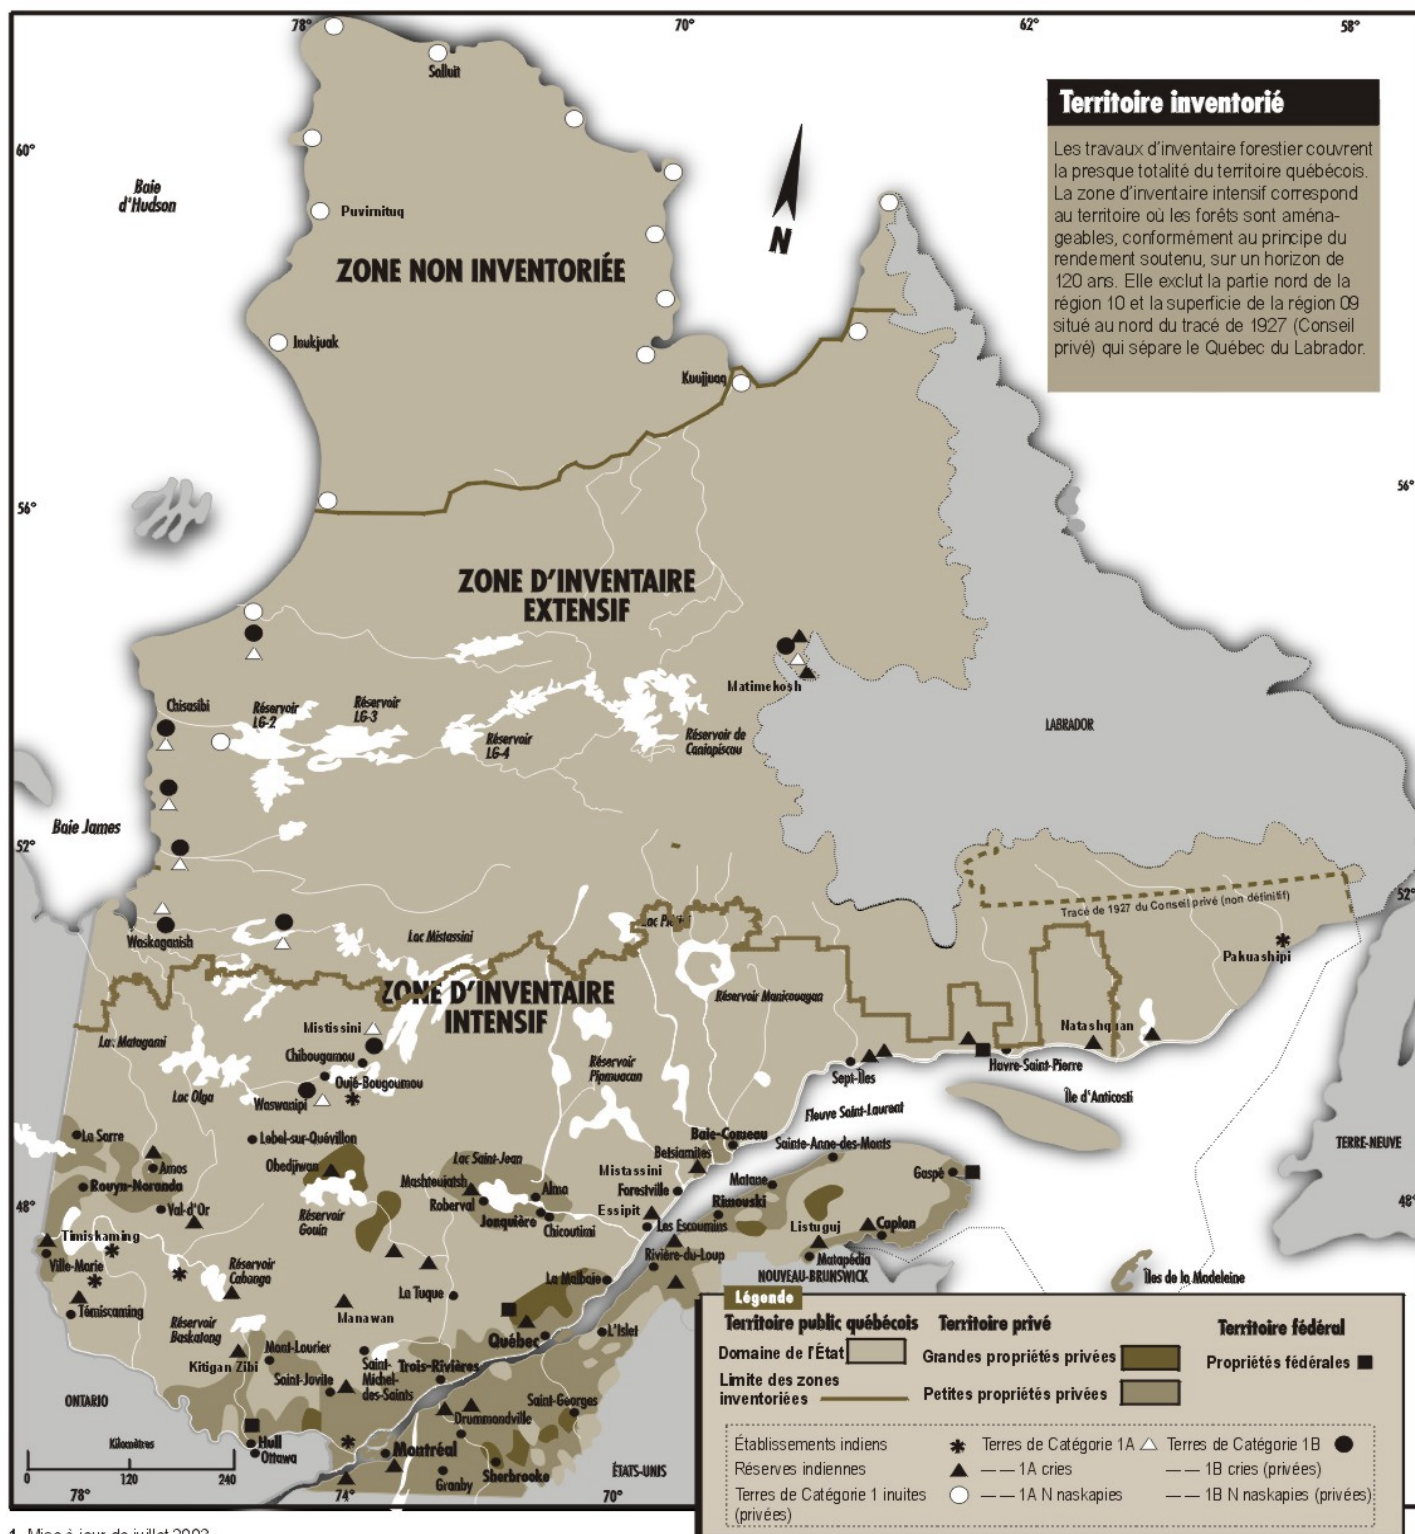 78°
70°
62°
58°
Salluit
60°
Baie
d'Hudson
Puvirnituq
N
ZONE NON INVENTORIÉE
Inukjuak
Kuujjuaq
Territoire inventorié
Les travaux d'inventaire forestier couvrent
la presque totalité du territoire québécois.
La zone d'inventaire intensif correspond
au territoire où les forêts sont aména-
geables, conformément au principe du
rendement soutenu, sur un horizon de
120 ans. Elle exclut la partie nord de la
région 10 et la superficie de la région 09
situé au nord du tracé de 1927 (Conseil
privé) qui sépare le Québec du Labrador.
56°
56°
ZONE D'INVENTAIRE
EXTENSIF
Matimekosh
Chisasibi
Réservoir
LG-2
Réservoir
LG-3
Réservoir
LG-4
Réservoir de
Caniapiscau
LABRADOR
Baie James
52°
52°
Tracé de 1927 du Conseil privé (non définitif)
Waskaganish
Lac Mistassini
Pakuashipi
ZONE D'INVENTAIRE
INTENSIF
Réservoir Manicouagan
Mistissini
Natashquan
Matagami
Chibougamau
Réservoir
Pipmuacan
Havre-Saint-Pierre
Oujé-Bougoumou
Sept-Îles
Lac Olga
Waswanipi
Île d'Anticosti
Fleuve Saint-Laurent
La Sarre
Lebel-sur-Quévillon
Baie-Comeau
Sainte-Anne-des-Monts
TERRE-NEUVE
Amos
Obedjiwan
Lac Saint-Jean
Betsiamites
Mistassini
Matane
Gaspé
Rouyn-Noranda
Mashteuiatsh
Alma
Forestville
Rimouski
48°
48°
Val-d'Or
Roberval
Réservoir
Gouin
Jonquière
Chicoutimi
Essipit
Les Escoumins
Listuguj
Caplan
Timiskaming
Ville-Marie
Réservoir
Cabonga
Rivière-du-Loup
Matapédia
NOUVEAU-BRUNSWICK
Îles de la Madeleine
La Malbaie
La Tuque
Témiscaming
Manawan
Réservoir
Baskatong
Québec
L'Islet
Kitigan Zibi
Mont-Laurier
Saint-
Michel-
des-Saints
Trois-Rivières
Saint-Jovite
ONTARIO
Saint-Georges
Drummondville
Hull
Ottawa
Montréal
Granby
Sherbrooke
ÉTATS-UNIS
Kilomètres
0 120 240
78°
74°
70°
Légende
Territoire public québécois
Domaine de l'État
Limite des zones
inventoriées
Territoire privé
Grandes propriétés privées
Petites propriétés privées
Territoire fédéral
Propriétés fédérales
Établissements indiens Terres de Catégorie 1A Terres de Catégorie 1B
Réserves indiennes — — 1A cries — — 1B cries (privées)
Terres de Catégorie 1 inuites — — 1A N naskapies — — 1B N naskapies (privées)
(privées)